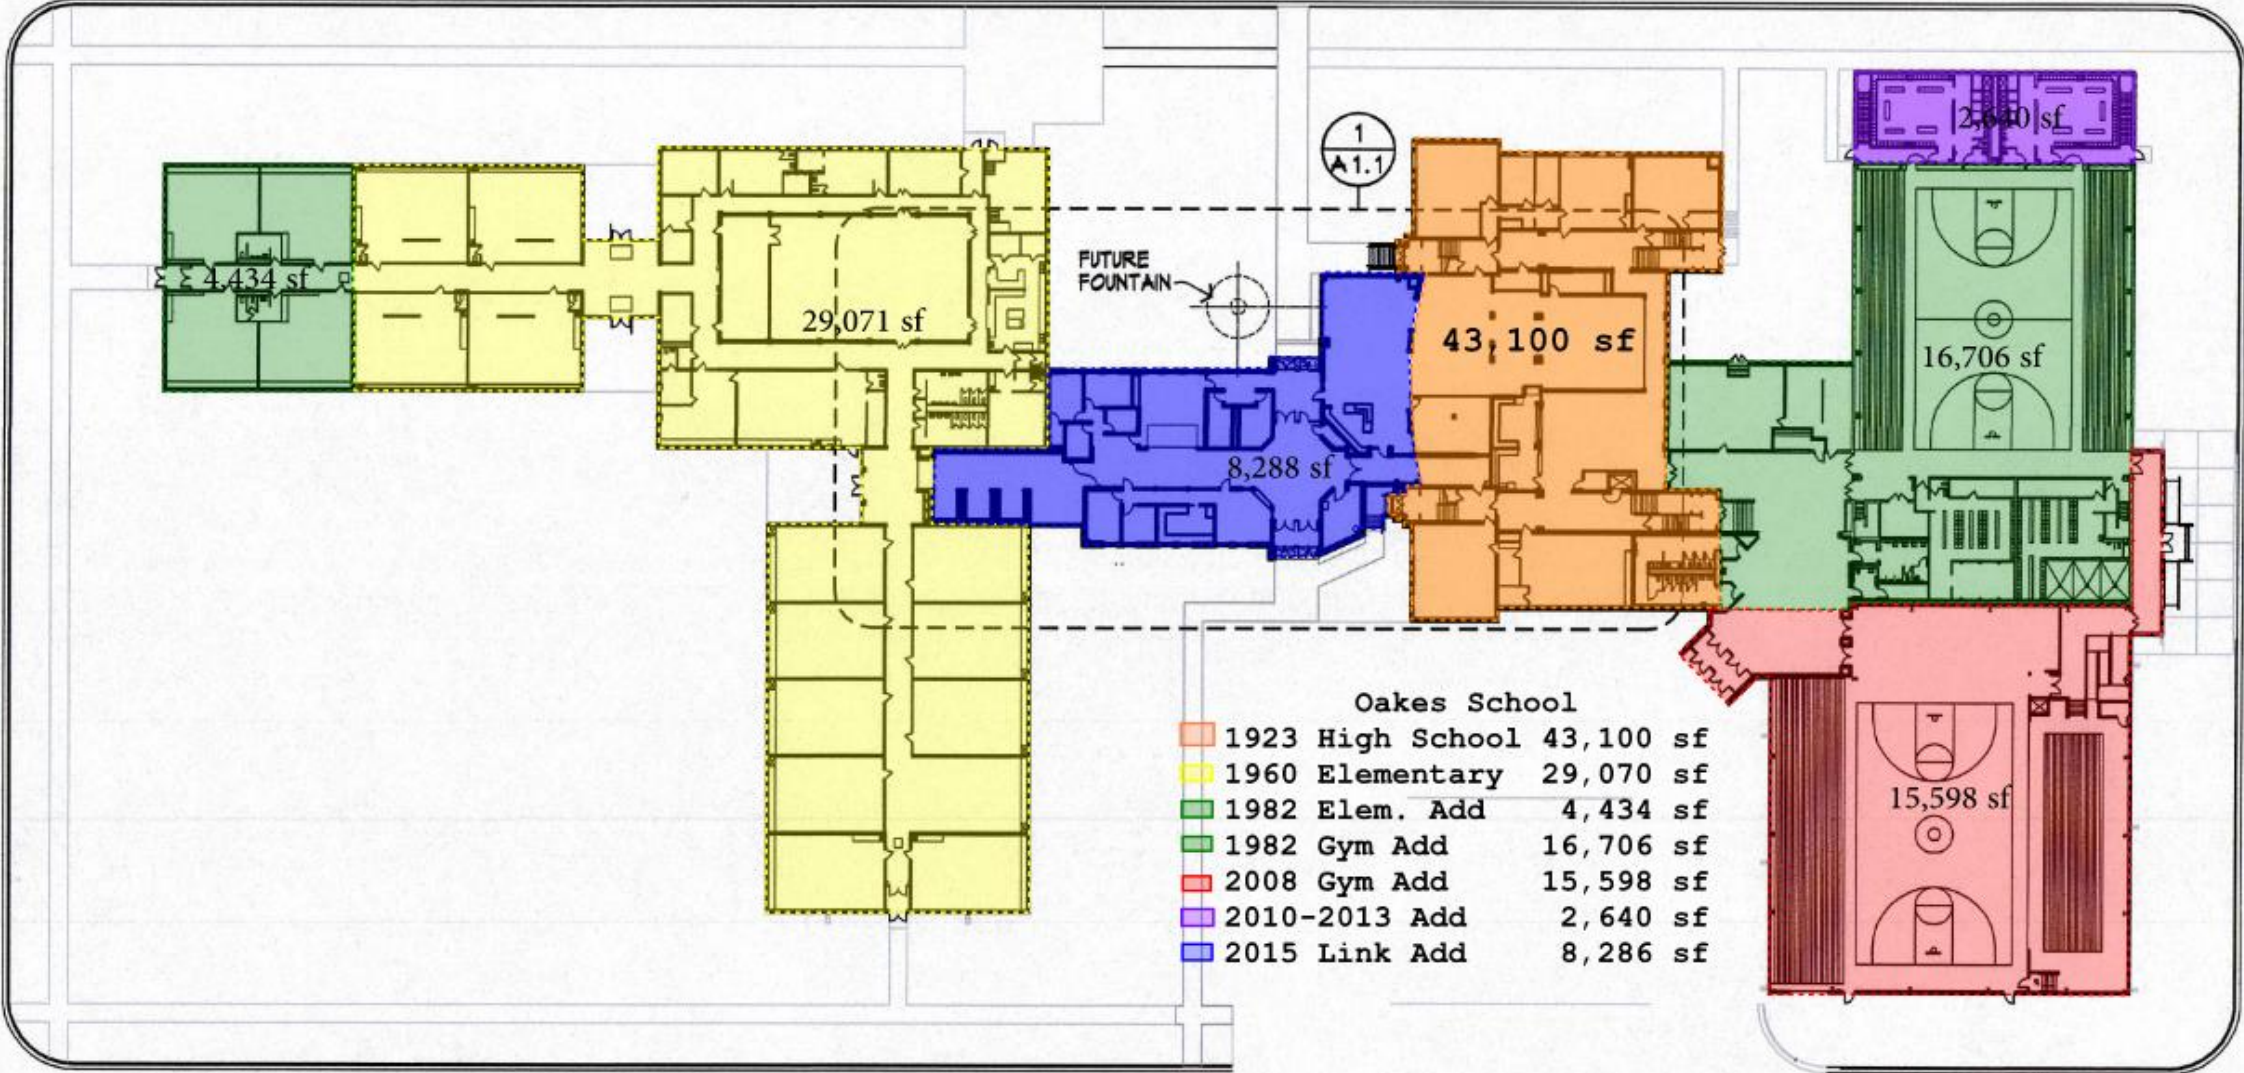 2,640 sf
1
A1.1
FUTURE
FOUNTAIN
4,434 sf
29,071 sf
43,100 sf
16,706 sf
8,288 sf
15,598 sf
Oakes School
1923 High School 43,100 sf
1960 Elementary 29,070 sf
1982 Elem. Add 4,434 sf
1982 Gym Add 16,706 sf
2008 Gym Add 15,598 sf
2010-2013 Add 2,640 sf
2015 Link Add 8,286 sf